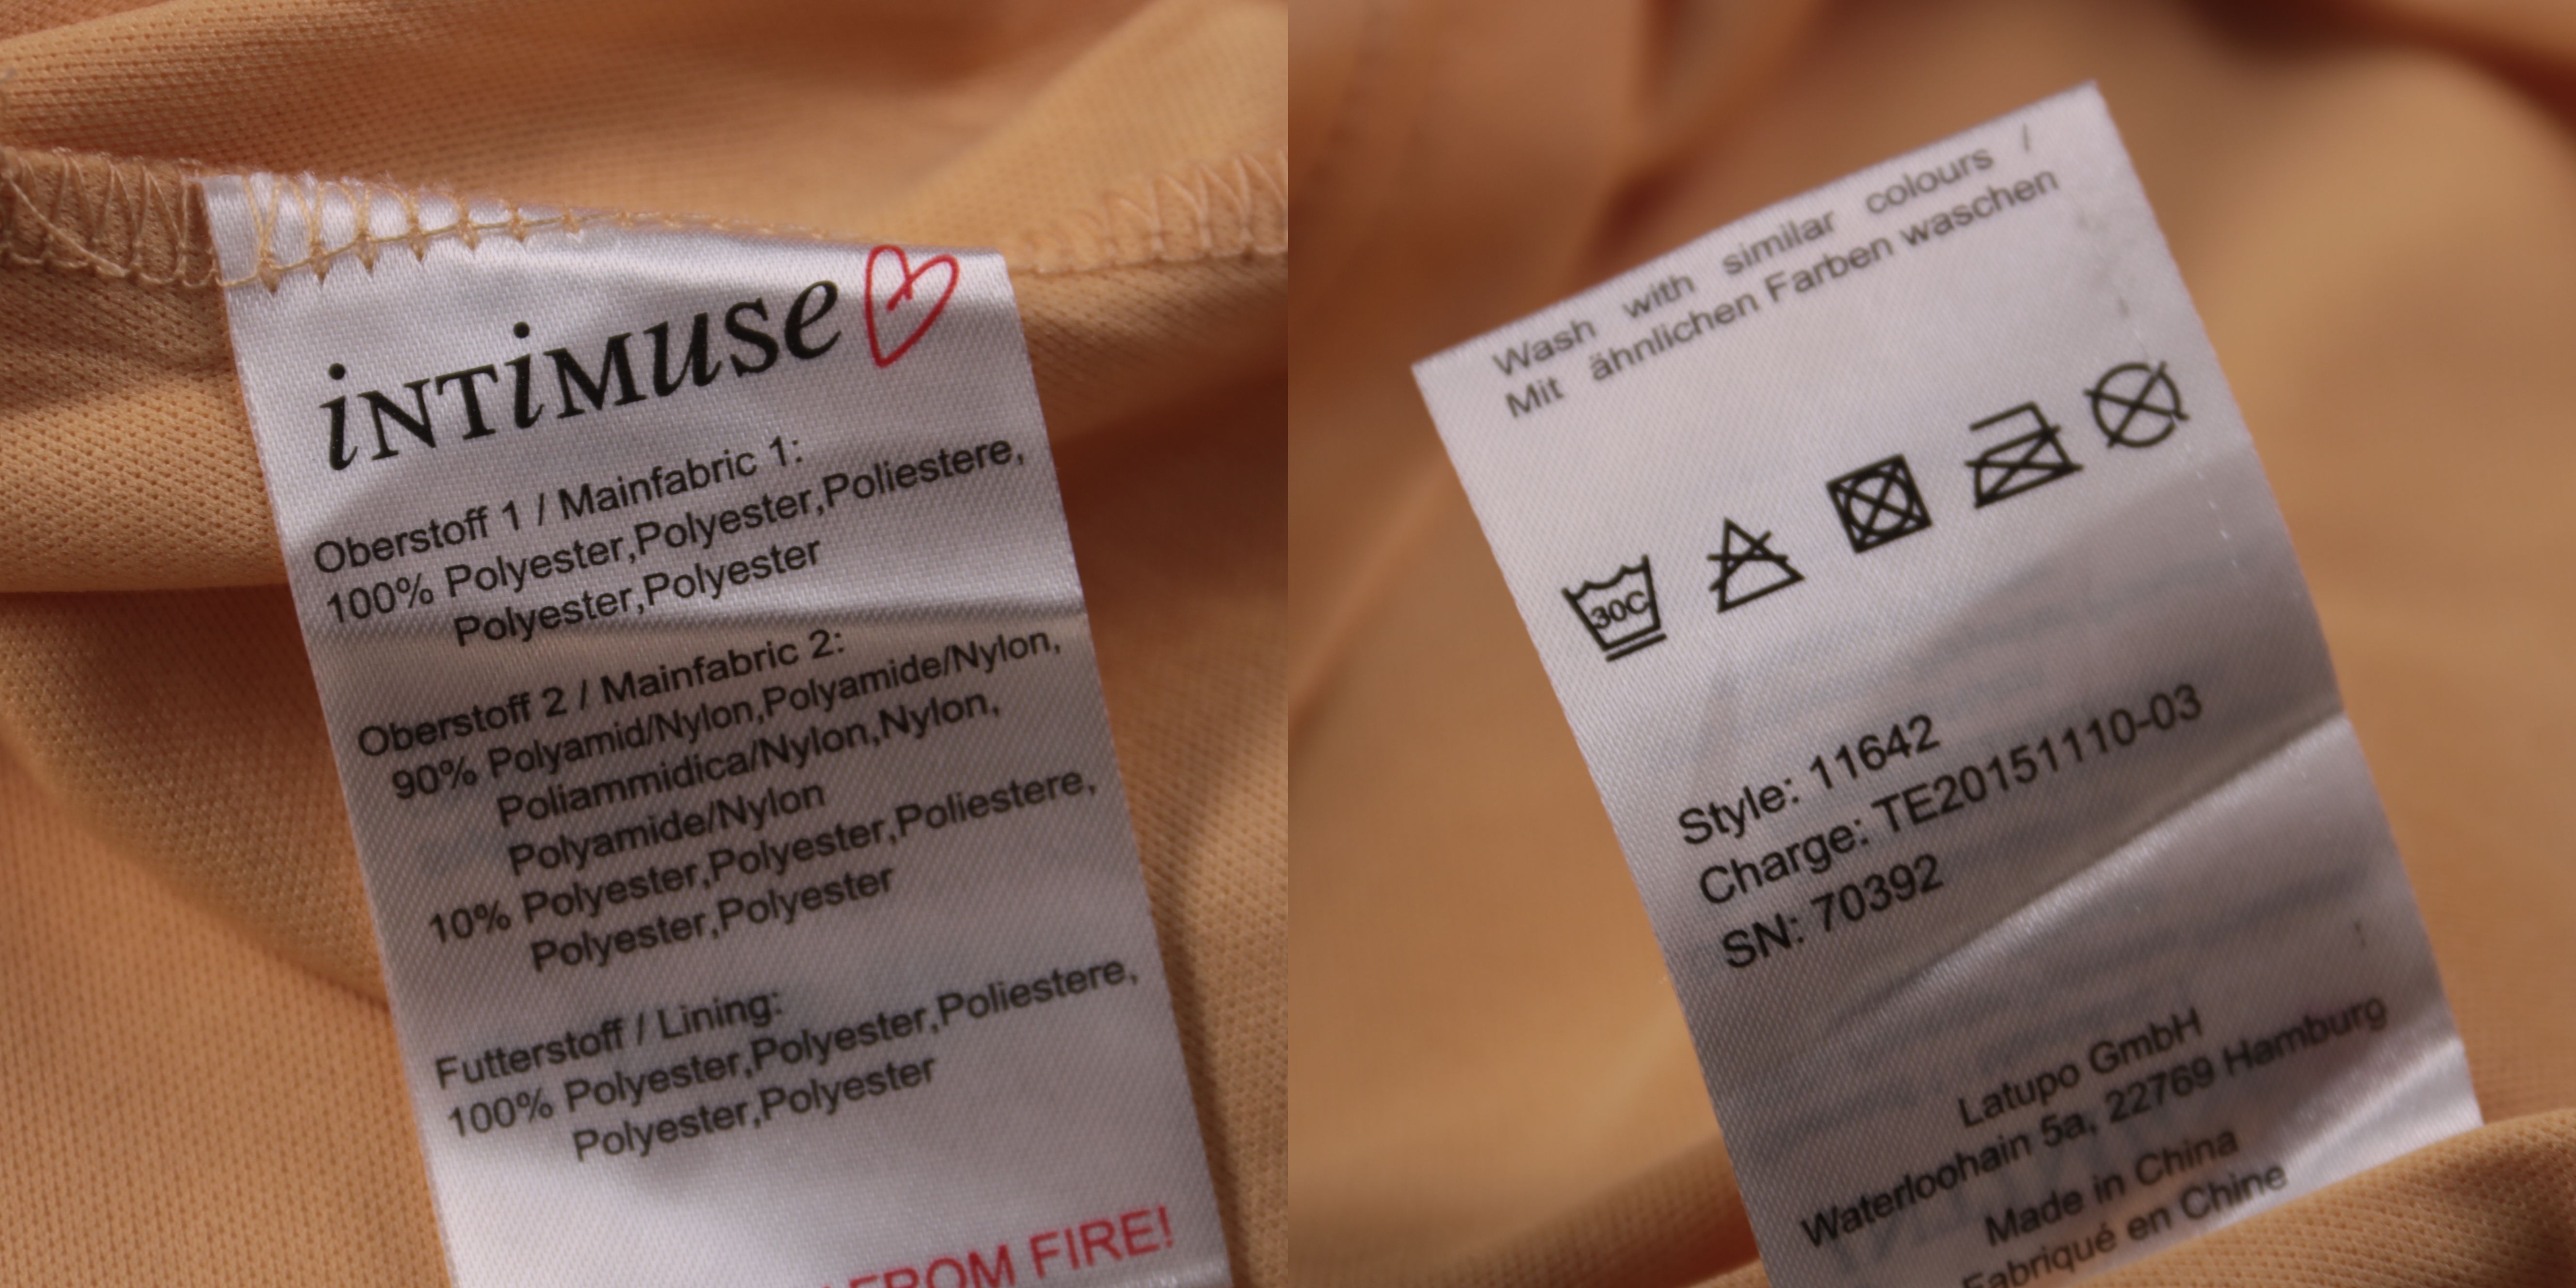 iNTiMuse
Oberstoff 1 / Mainfabric 1:
100% Polyester,Polyester,Poliestere,
Polyester,Polyester
Oberstoff 2 / Mainfabric 2:
90% Polyamid/Nylon,Polyamide/Nylon,
Poliammidica/Nylon,Nylon,
Polyamide/Nylon
10% Polyester,Polyester,Poliestere,
Polyester,Polyester
Futterstoff / Lining:
100% Polyester,Polyester,Poliestere,
Polyester,Polyester
FROM FIRE!
Wash with similar colours /
Mit ähnlichen Farben waschen
30C
Style: 11642
Charge: TE20151110-03
SN: 70392
Latupo GmbH
Waterloohain 5a, 22769 Hamburg
Made in China
Fabriqué en Chine